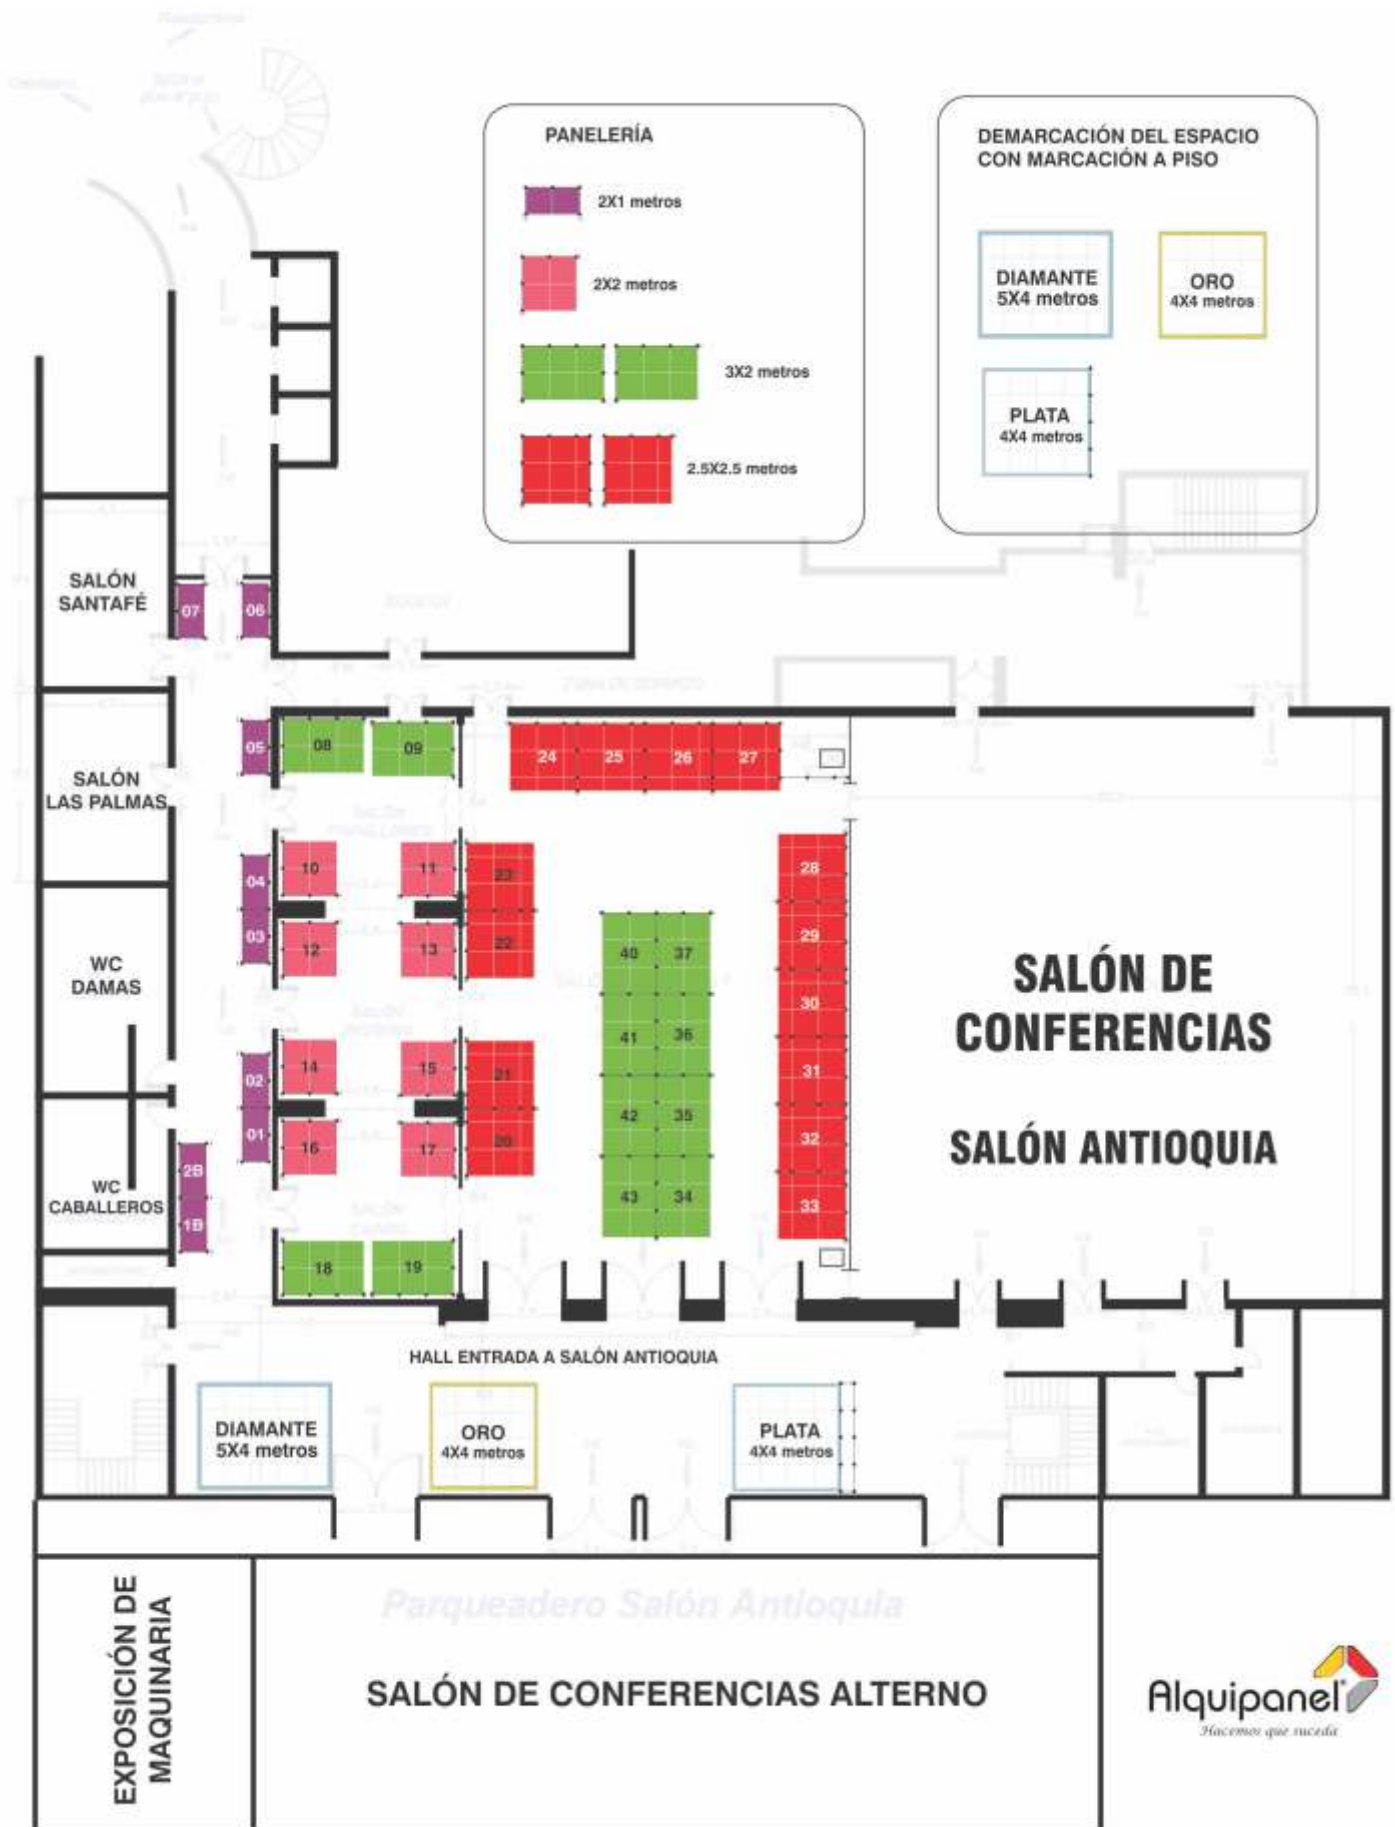 PANELERÍA
2X1 metros
2X2 metros
3X2 metros
2.5X2.5 metros
DEMARCACIÓN DEL ESPACIO
CON MARCACIÓN A PISO
DIAMANTE
5X4 metros
ORO
4X4 metros
PLATA
4X4 metros
SALÓN
SANTAFÉ
07
06
ZONA DE SERVICIO
SALÓN
LAS PALMAS
05
08
09
24
25
26
27
04
03
10
11
12
13
23
22
28
29
30
31
32
33
40
37
41
36
42
35
43
34
WC
DAMAS
02
01
14
15
16
17
21
20
SALÓN DE
CONFERENCIAS
SALÓN ANTIOQUIA
WC
CABALLEROS
2B
1B
18
19
HALL ENTRADA A SALÓN ANTIOQUIA
DIAMANTE
5X4 metros
ORO
4X4 metros
PLATA
4X4 metros
Parqueadero Salón Antioquia
EXPOSICIÓN DE
MAQUINARIA
SALÓN DE CONFERENCIAS ALTERNO
Alquipanel®
Hacemos que suceda